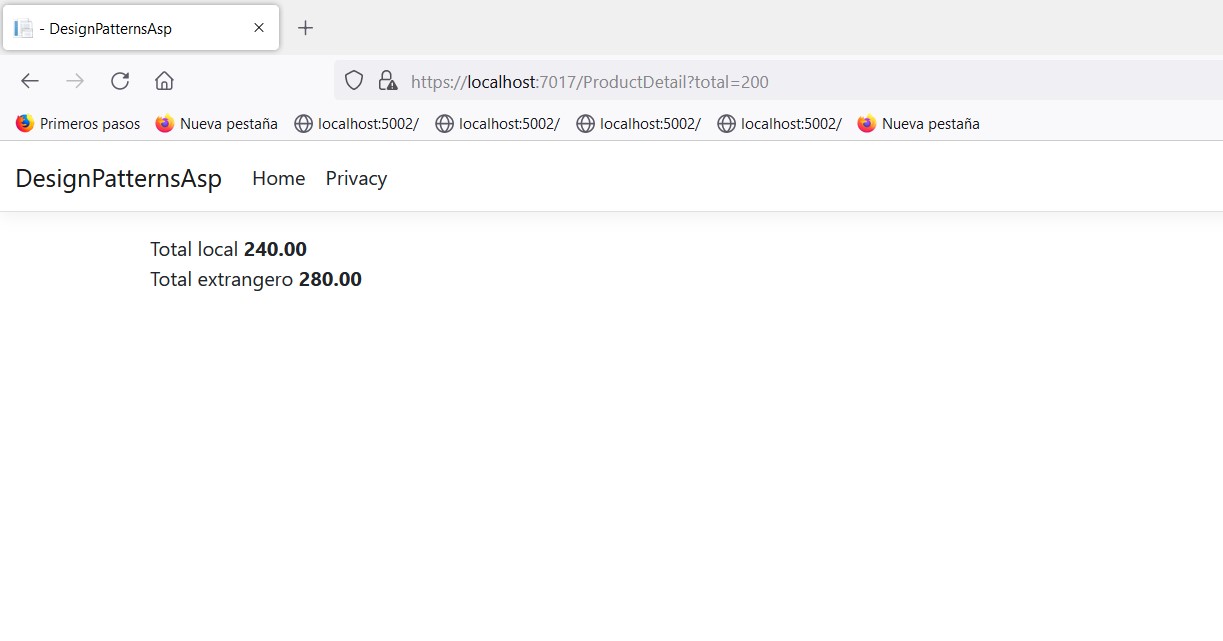 - DesignPatternsAsp
https://localhost:7017/ProductDetail?total=200
Primeros pasos Nueva pestaña localhost:5002/ localhost:5002/ localhost:5002/ localhost:5002/ Nueva pestaña
DesignPatternsAsp Home Privacy
Total local 240.00
Total extrangero 280.00